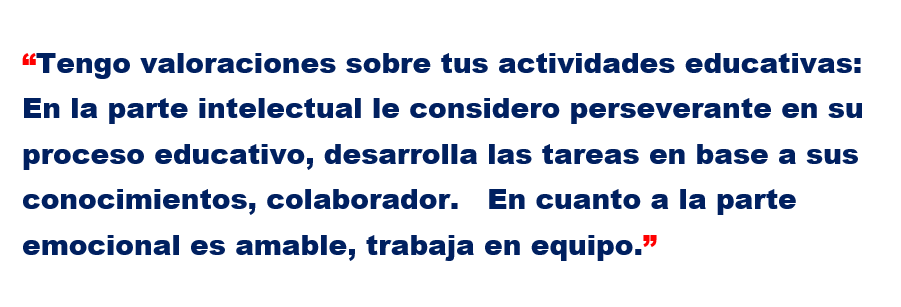 “Tengo valoraciones sobre tus actividades educativas:
En la parte intelectual le considero perseverante en su
proceso educativo, desarrolla las tareas en base a sus
conocimientos, colaborador.   En cuanto a la parte
emocional es amable, trabaja en equipo.”